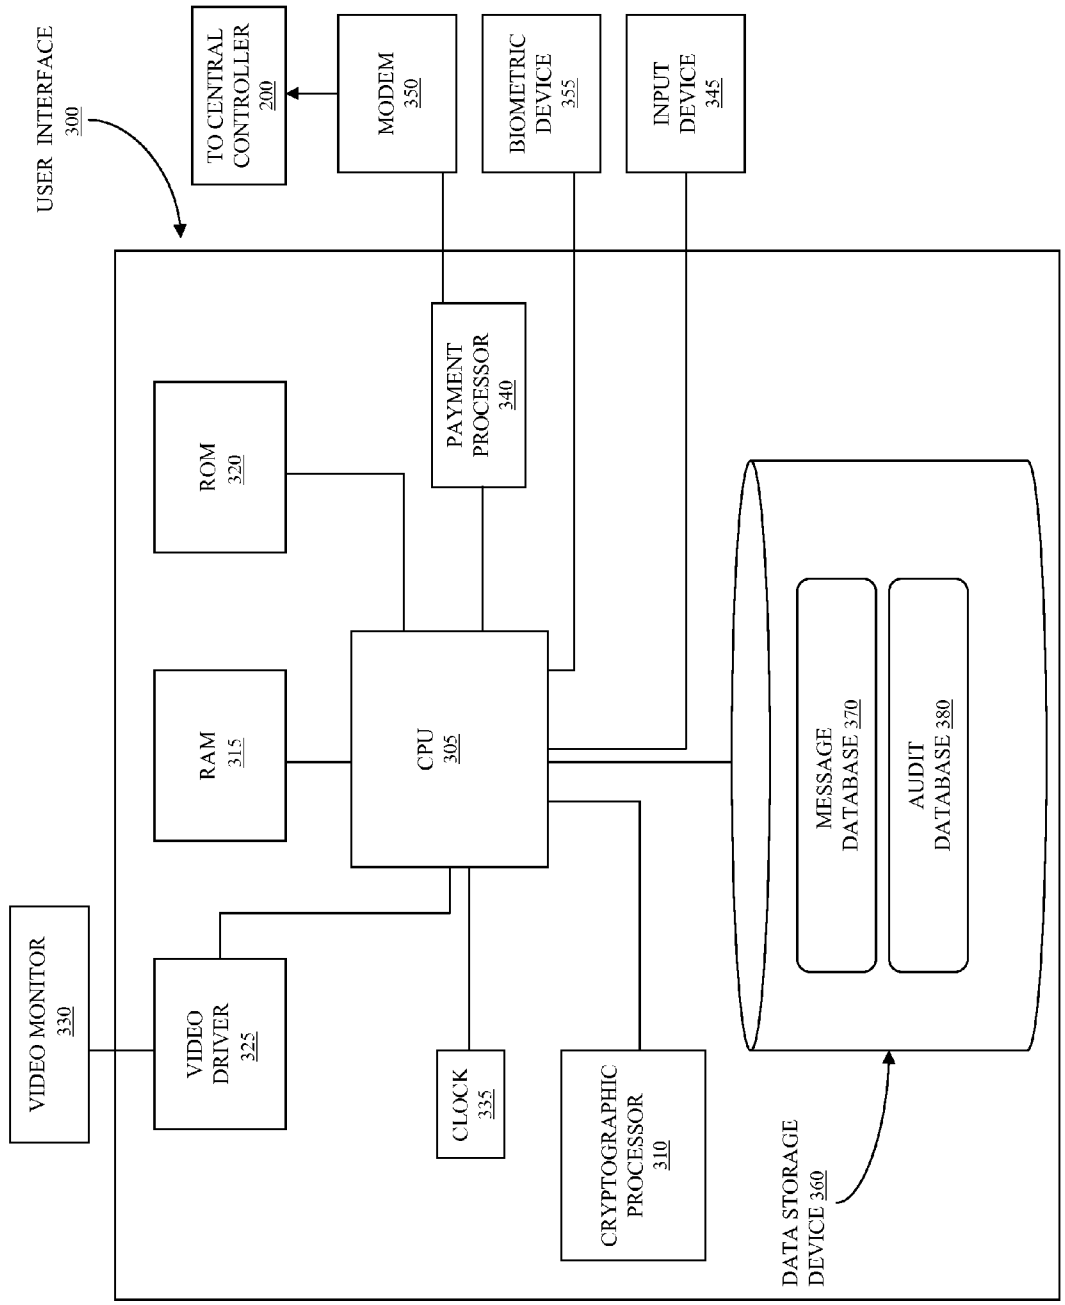 USER INTERFACE
300
VIDEO MONITOR
330
VIDEO
DRIVER
325
RAM
315
ROM
320
TO CENTRAL
CONTROLLER
200
MODEM
350
BIOMETRIC
DEVICE
355
INPUT
DEVICE
345
CLOCK
335
CPU
305
PAYMENT
PROCESSOR
340
CRYPTOGRAPHIC
PROCESSOR
310
DATA STORAGE
DEVICE 360
MESSAGE
DATABASE 370
AUDIT
DATABASE 380